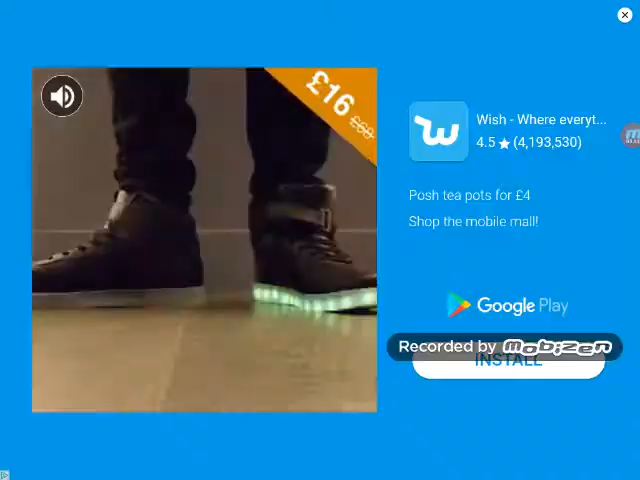 £16
£60
Wish - Where everyt...
4.5 ★ (4,193,530)
Posh tea pots for £4
Shop the mobile mall!
Google Play
Recorded by Mobizen
INSTALL